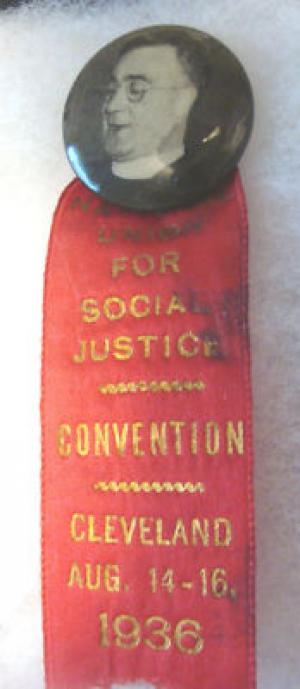 UNION
FOR
SOCIAL
JUSTICE
CONVENTION
CLEVELAND
AUG. 14-16,
1936